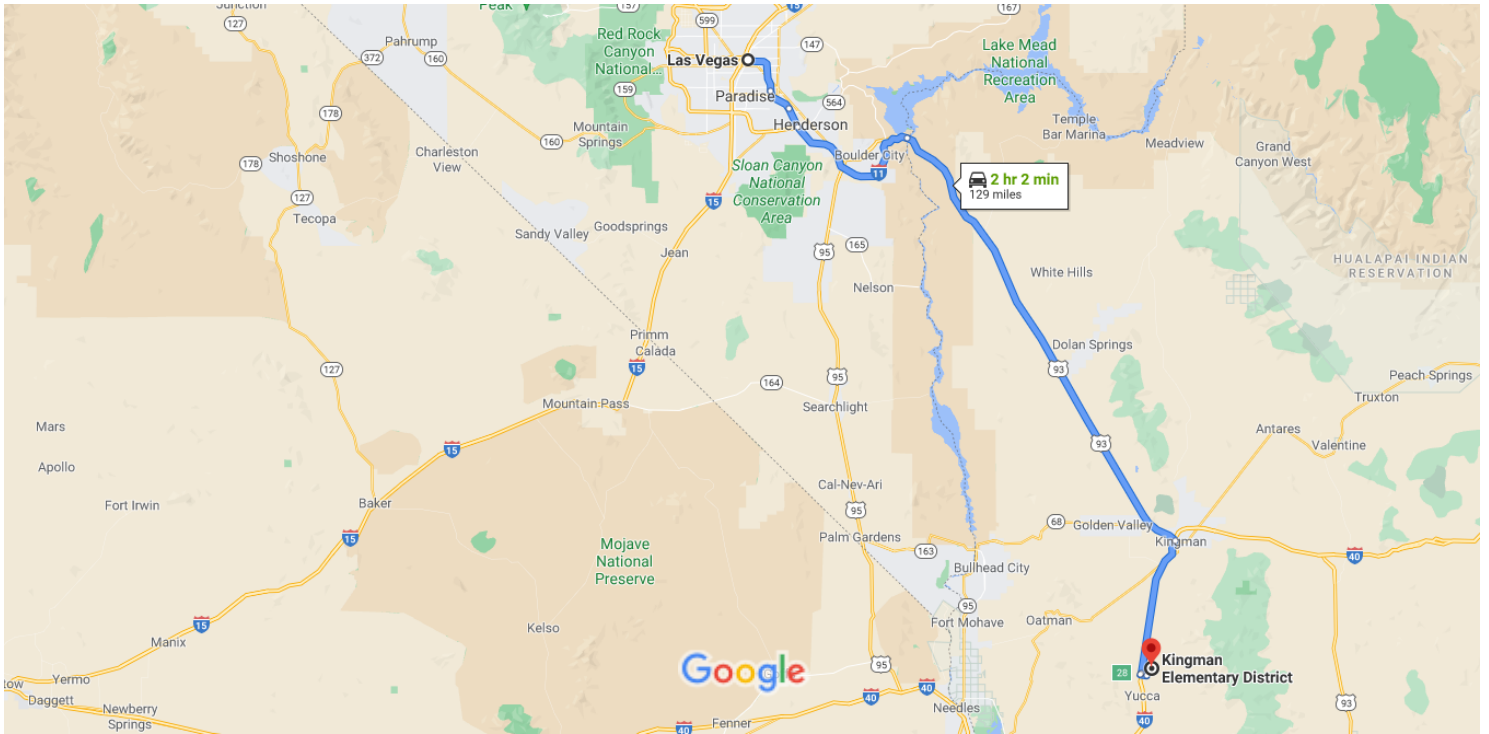 Junction
Peak
157
15
167
127
599
Pahrump
372
160
Red Rock
Canyon
National...
147
Lake Mead
National
Recreation
Area
Las Vegas
159
Paradise
564
178
Mountain
Springs
160
Henderson
Temple
Bar Marina
Meadview
Grand
Canyon West
178
Shoshone
Charleston
View
Boulder City
11
Sloan Canyon
National
Conservation
Area
2 hr 2 min
129 miles
127
15
Tecopa
Sandy Valley
Goodsprings
Jean
95
165
HUALAPAI INDIAN
RESERVATION
White Hills
Nelson
Primm
Calada
Dolan Springs
127
15
93
164
95
Peach Springs
Mountain Pass
Searchlight
Truxton
Mars
Antares
15
93
Valentine
Apollo
Cal-Nev-Ari
Fort Irwin
Baker
95
68
Golden Valley
15
Palm Gardens
163
Kingman
40
Mojave
National
Preserve
Bullhead City
95
15
Kelso
Fort Mohave
Oatman
Manix
Google
95
Kingman
Elementary District
28
tow
Yermo
Daggett
Newberry
Springs
40
40
Needles
Yucca
93
40
Fenner
40